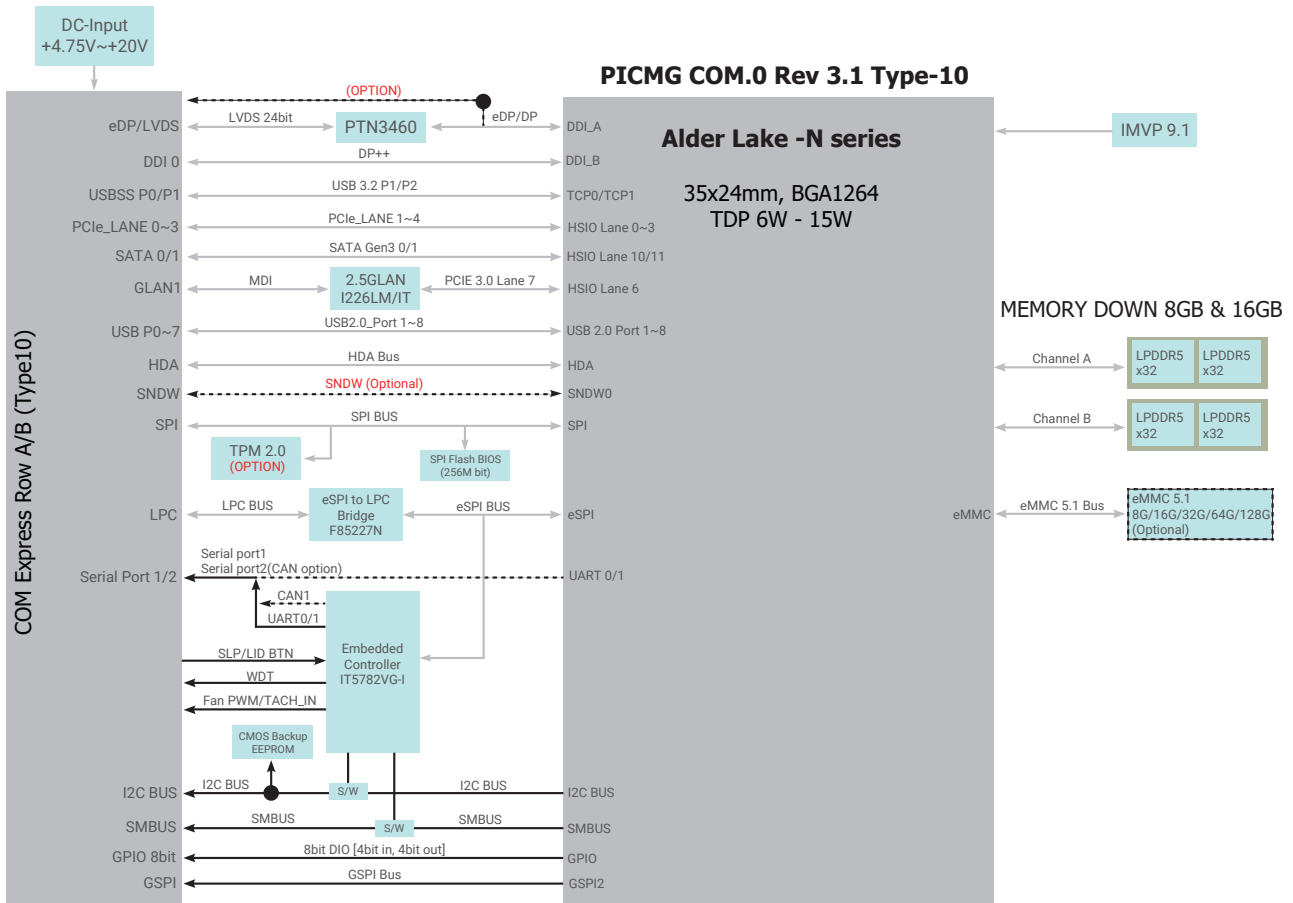 DC-Input
+4.75V~+20V
PICMG COM.0 Rev 3.1 Type-10
(OPTION)
eDP/LVDS
LVDS 24bit
PTN3460
eDP/DP
DDI_A
Alder Lake -N series
IMVP 9.1
DDI 0
DP++
DDI_B
USBSS P0/P1
USB 3.2 P1/P2
TCP0/TCP1
35x24mm, BGA1264
TDP 6W - 15W
PCIe_LANE 0~3
PCIe_LANE 1~4
HSIO Lane 0~3
SATA 0/1
SATA Gen3 0/1
HSIO Lane 10/11
GLAN1
MDI
2.5GLAN
I226LM/IT
PCIE 3.0 Lane 7
HSIO Lane 6
MEMORY DOWN 8GB & 16GB
USB P0~7
USB2.0_Port 1~8
USB 2.0 Port 1~8
HDA
HDA Bus
HDA
Channel A
LPDDR5
x32
LPDDR5
x32
SNDW
SNDW (Optional)
SNDW0
SPI
SPI BUS
SPI
Channel B
LPDDR5
x32
LPDDR5
x32
TPM 2.0
(OPTION)
SPI Flash BIOS
(256M bit)
COM Express Row A/B (Type10)
LPC
LPC BUS
eSPI to LPC
Bridge
F85227N
eSPI BUS
eSPI
eMMC
eMMC 5.1 Bus
eMMC 5.1
8G/16G/32G/64G/128G
(Optional)
Serial port1
Serial port2(CAN option)
Serial Port 1/2
UART 0/1
CAN1
UART0/1
Embedded
Controller
IT5782VG-I
SLP/LID BTN
WDT
Fan PWM/TACH_IN
CMOS Backup
EEPROM
I2C BUS
I2C BUS
S/W
I2C BUS
I2C BUS
SMBUS
SMBUS
S/W
SMBUS
SMBUS
GPIO 8bit
8bit DIO [4bit in, 4bit out]
GPIO
GSPI
GSPI Bus
GSPI2